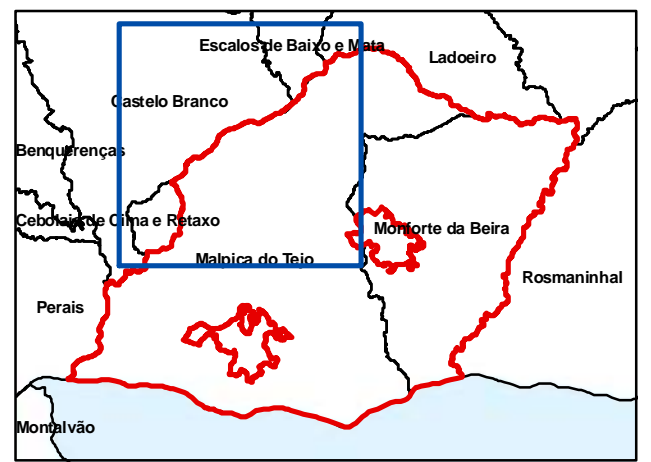 Escalos de Baixo e Mata
Ladoeiro
Castelo Branco
Benquerenças
Cebolais de Cima e Retaxo
Monforte da Beira
Malpica do Tejo
Rosmaninhal
Perais
Montalvão